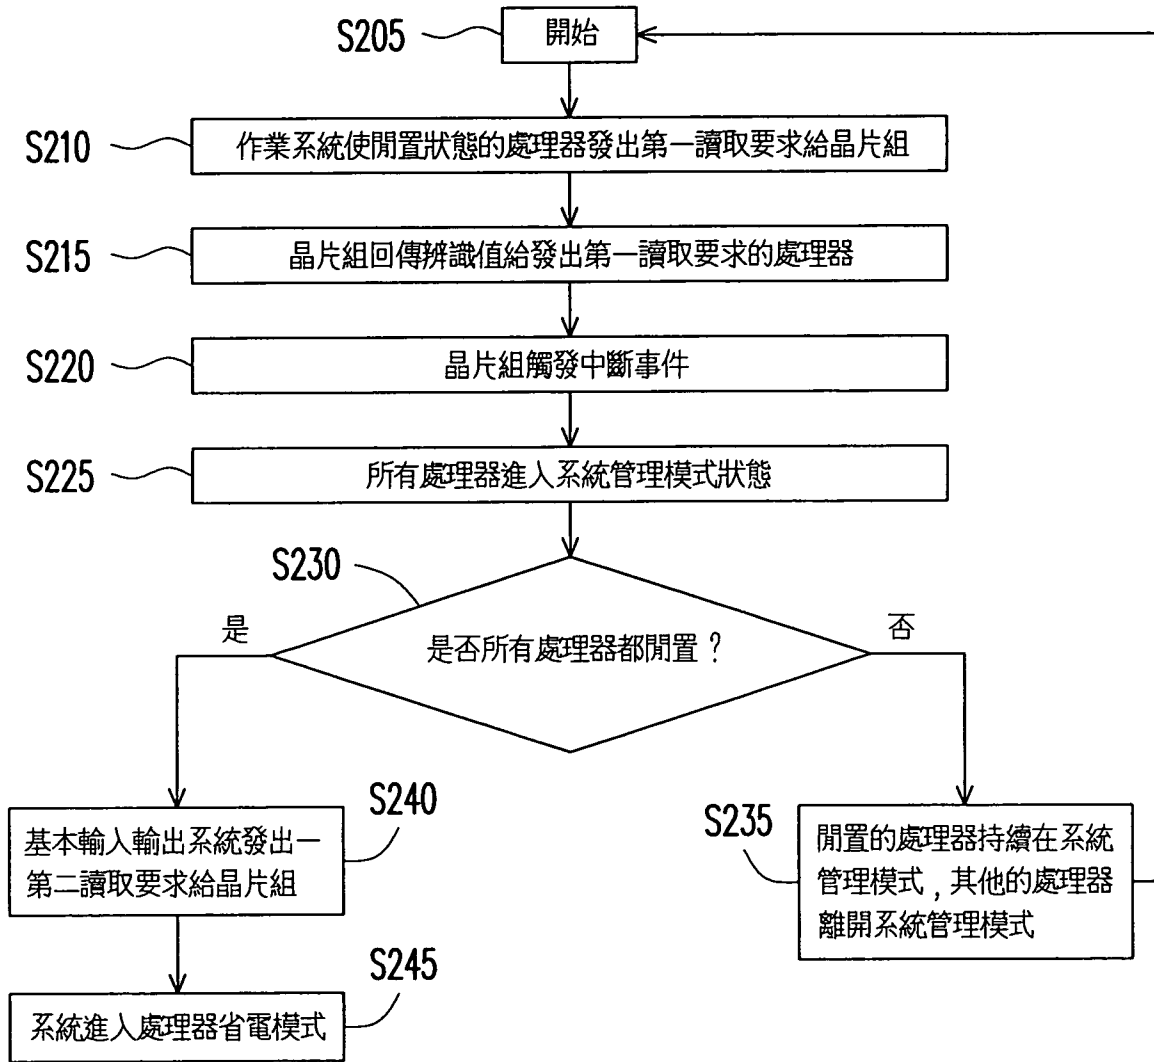 S205
開始
S210
作業系統使閒置狀態的處理器發出第一讀取要求給晶片組
S215
晶片組回傳辨識值給發出第一讀取要求的處理器
S220
晶片組觸發中斷事件
S225
所有處理器進入系統管理模式狀態
S230
是否所有處理器都閒置？
是
否
S240
基本輸入輸出系統發出一
第二讀取要求給晶片組
S235
閒置的處理器持續在系統
管理模式，其他的處理器
離開系統管理模式
S245
系統進入處理器省電模式